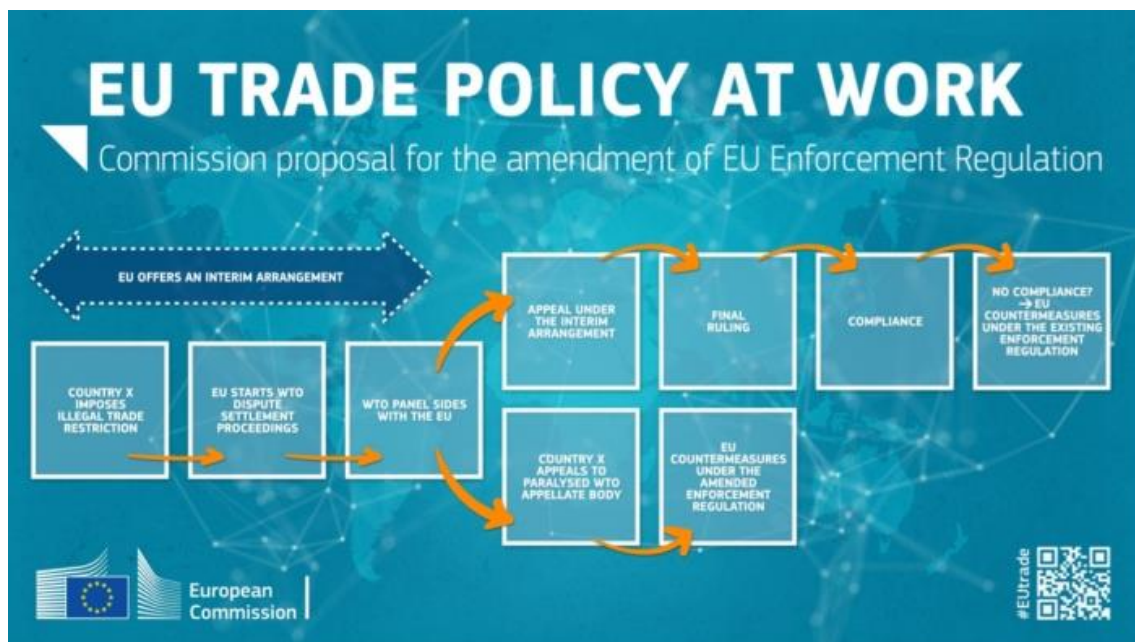 EU TRADE POLICY AT WORK
Commission proposal for the amendment of EU Enforcement Regulation
EU OFFERS AN INTERIM ARRANGEMENT
COUNTRY X
IMPOSES
ILLEGAL TRADE
RESTRICTION
EU STARTS WTO
DISPUTE
SETTLEMENT
PROCEEDINGS
WTO PANEL SIDES
WITH THE EU
APPEAL UNDER
THE INTERIM
ARRANGEMENT
FINAL
RULING
COMPLIANCE
NO COMPLIANCE?
→ EU
COUNTERMEASURES
UNDER THE EXISTING
ENFORCEMENT
REGULATION
COUNTRY X
APPEALS TO
PARALYSED WTO
APPELLATE BODY
EU
COUNTERMEASURES
UNDER THE
AMENDED
ENFORCEMENT
REGULATION
European
Commission
#EUtrade